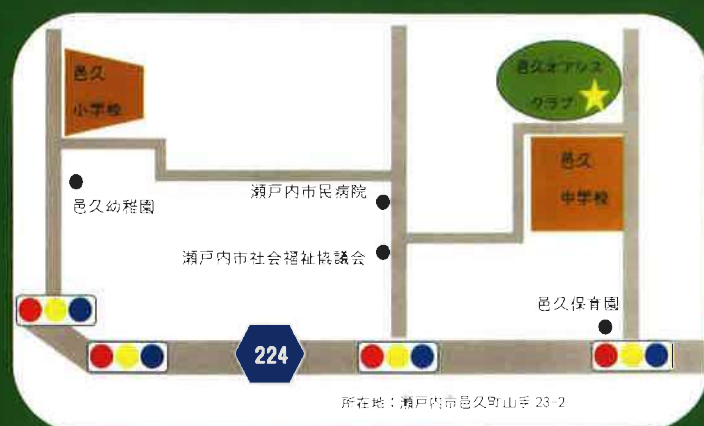 邑久
小学校
邑久オアシス
クラブ
邑久
中学校
邑久幼稚園
瀬戸内市民病院
瀬戸内市社会福祉協議会
邑久保育園
224
所在地：瀬戸内市邑久町山手 23-2